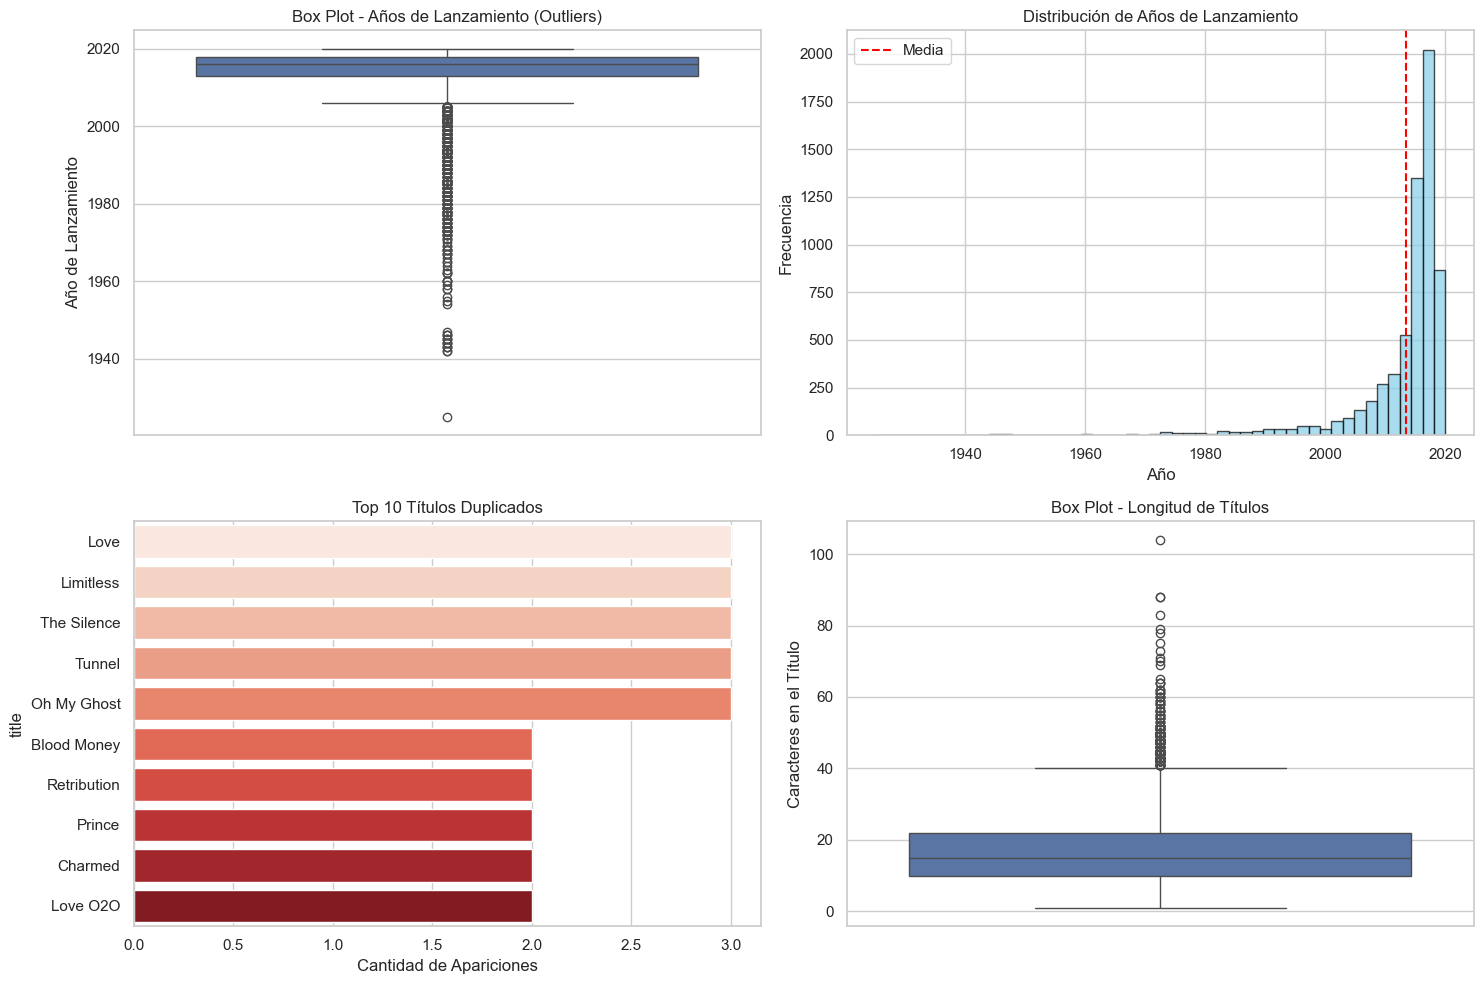 Box Plot - Años de Lanzamiento (Outliers)
Año de Lanzamiento
2020
2000
1980
1960
1940
Distribución de Años de Lanzamiento
Media
Frecuencia
2000
1750
1500
1250
1000
750
500
250
0
1940
1960
1980
2000
2020
Año
Top 10 Títulos Duplicados
title
Love
Limitless
The Silence
Tunnel
Oh My Ghost
Blood Money
Retribution
Prince
Charmed
Love O2O
0.0
0.5
1.0
1.5
2.0
2.5
3.0
Cantidad de Apariciones
Box Plot - Longitud de Títulos
Caracteres en el Título
100
80
60
40
20
0